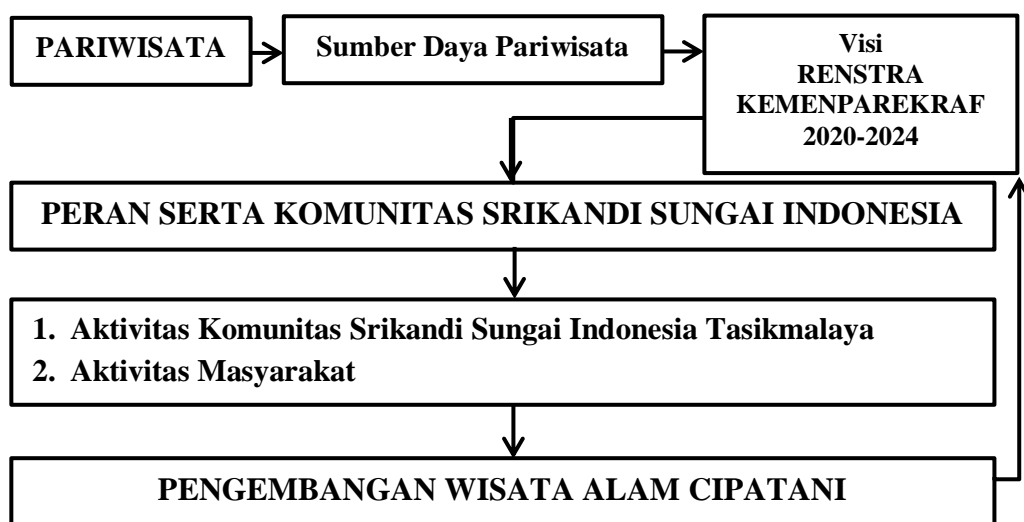 PARIWISATA
Sumber Daya Pariwisata
Visi
RENSTRA
KEMENPAREKRAF
2020-2024
PERAN SERTA KOMUNITAS SRIKANDI SUNGAI INDONESIA
1. Aktivitas Komunitas Srikandi Sungai Indonesia Tasikmalaya
2. Aktivitas Masyarakat
PENGEMBANGAN WISATA ALAM CIPATANI